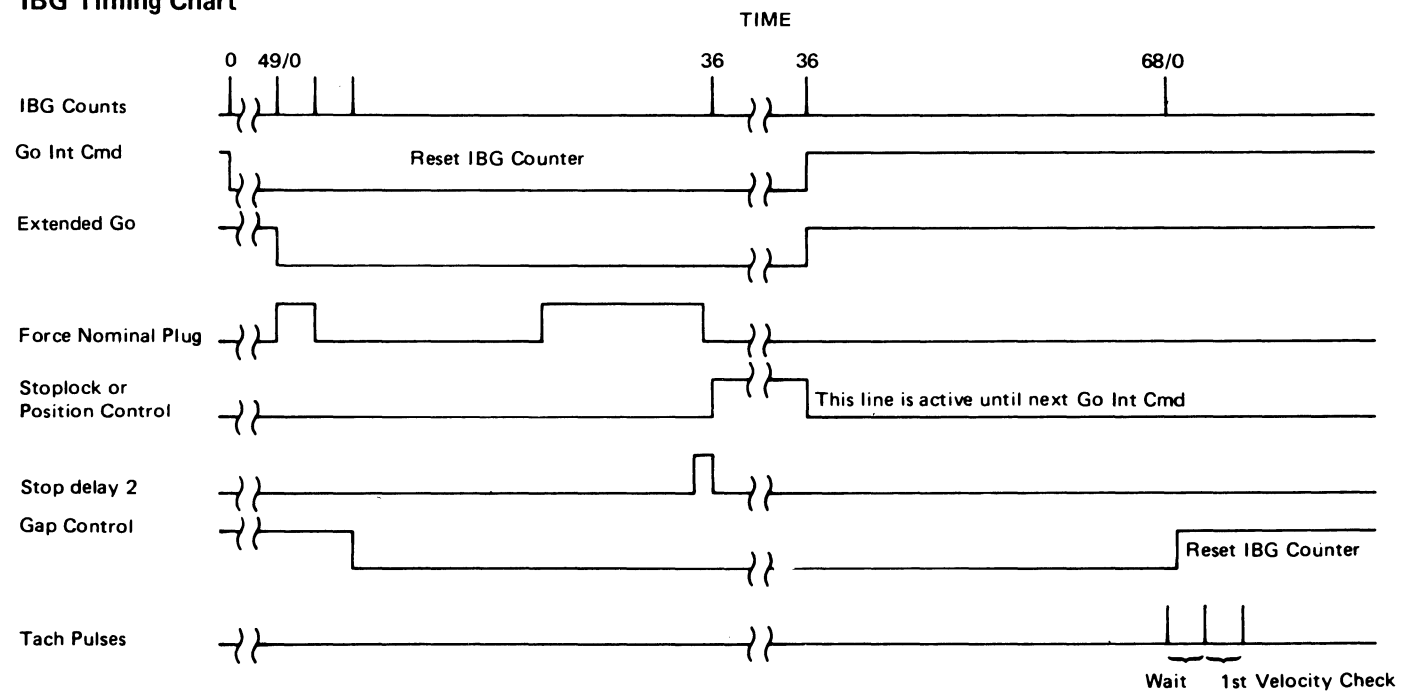 IBG Timing Chart
TIME
0 49/0 36 36 68/0
IBG Counts
Go Int Cmd Reset IBG Counter
Extended Go
Force Nominal Plug
Stoplock or
Position Control
This line is active until next Go Int Cmd
Stop delay 2
Gap Control
Reset IBG Counter
Tach Pulses
Wait 1st Velocity Check